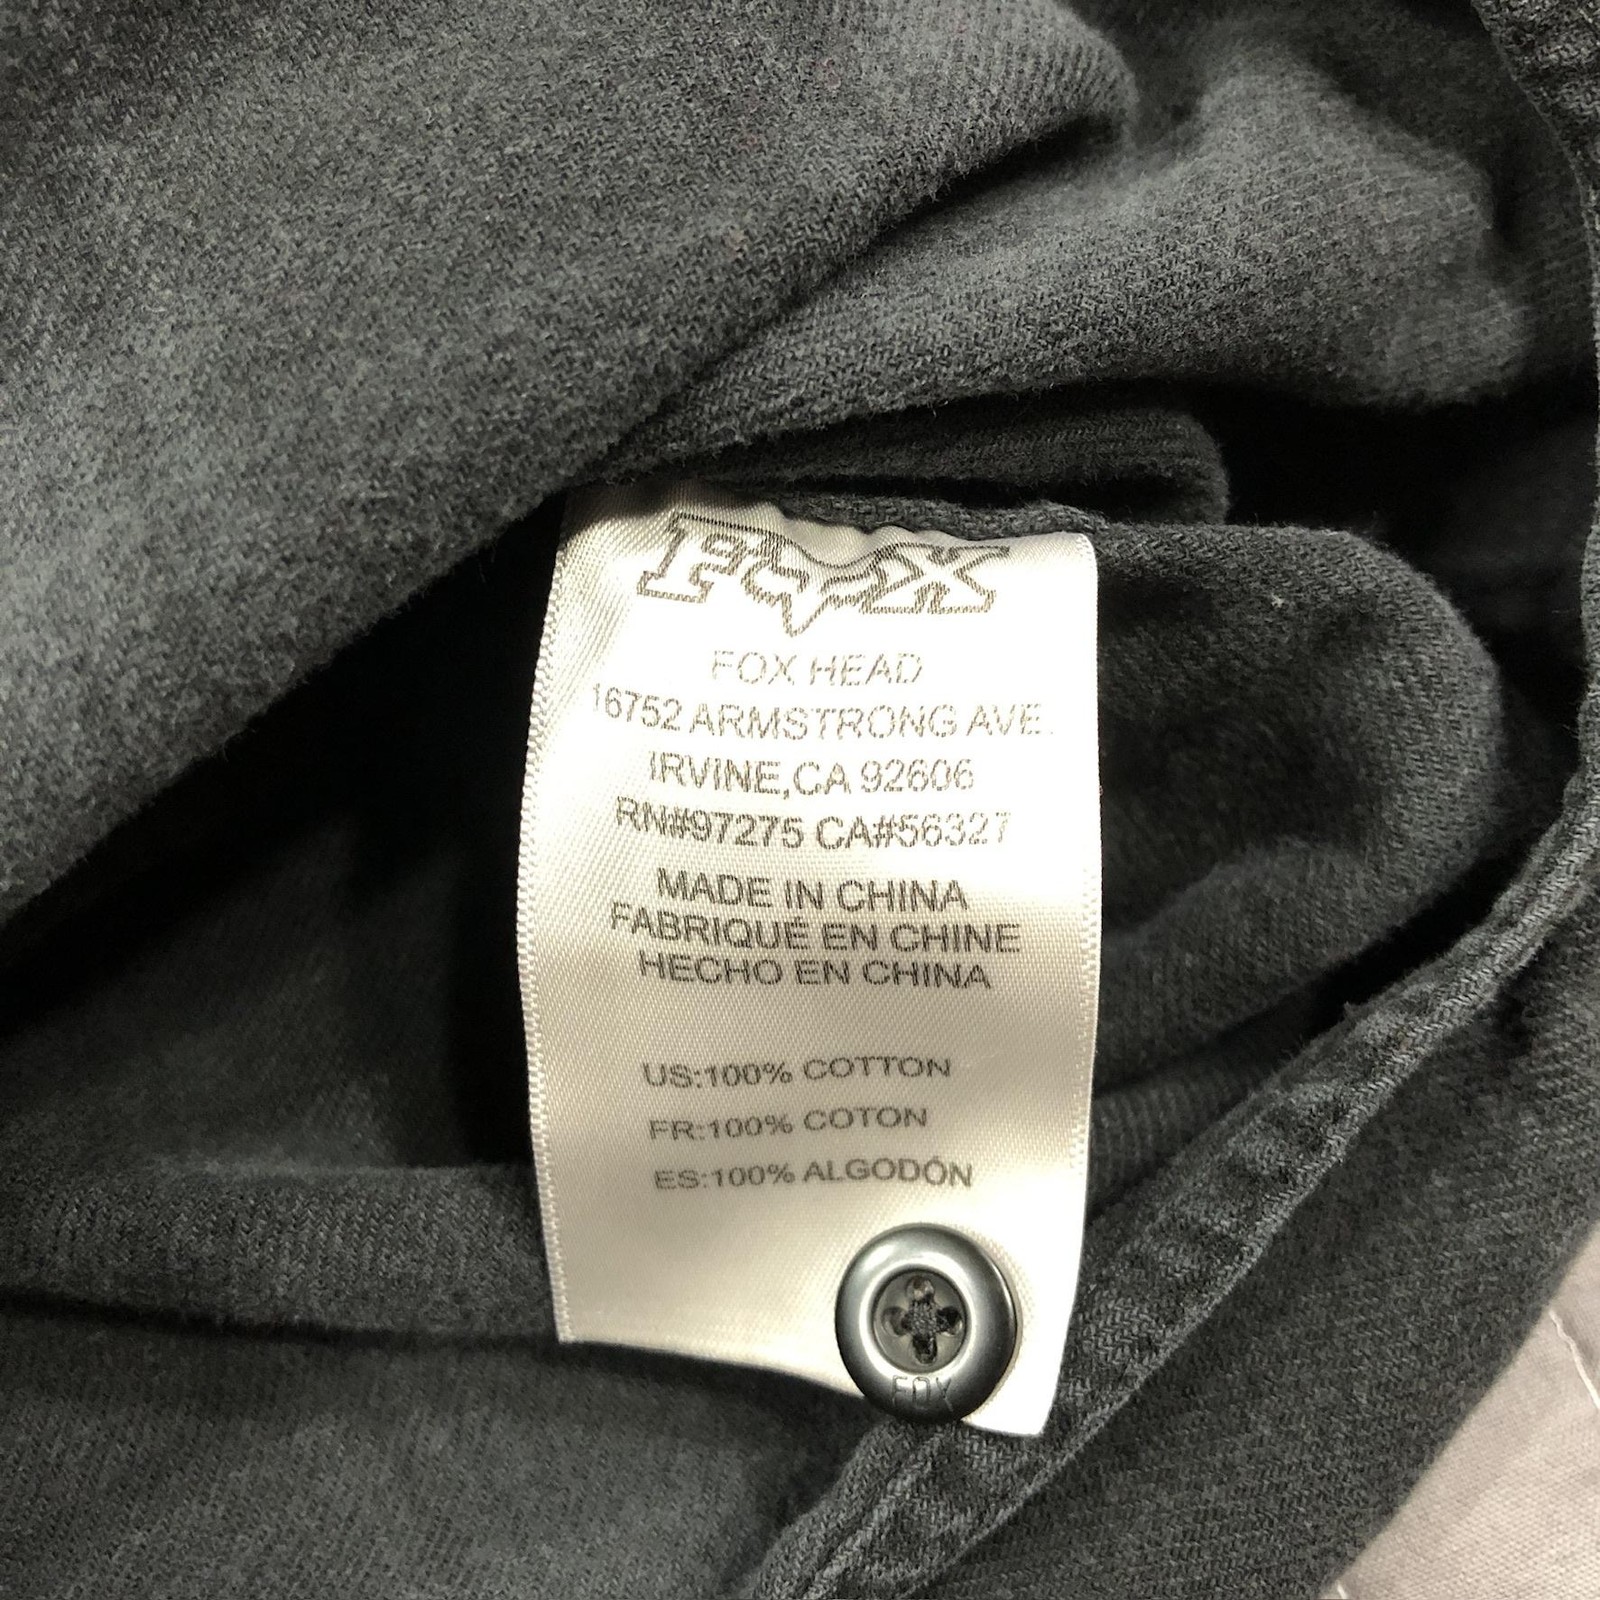 FOX
FOX HEAD
16752 ARMSTRONG AVE.
IRVINE,CA 92606
RN#97275 CA#56327
MADE IN CHINA
FABRIQUÉ EN CHINE
HECHO EN CHINA
US:100% COTTON
FR:100% COTON
ES:100% ALGODÓN
FOX